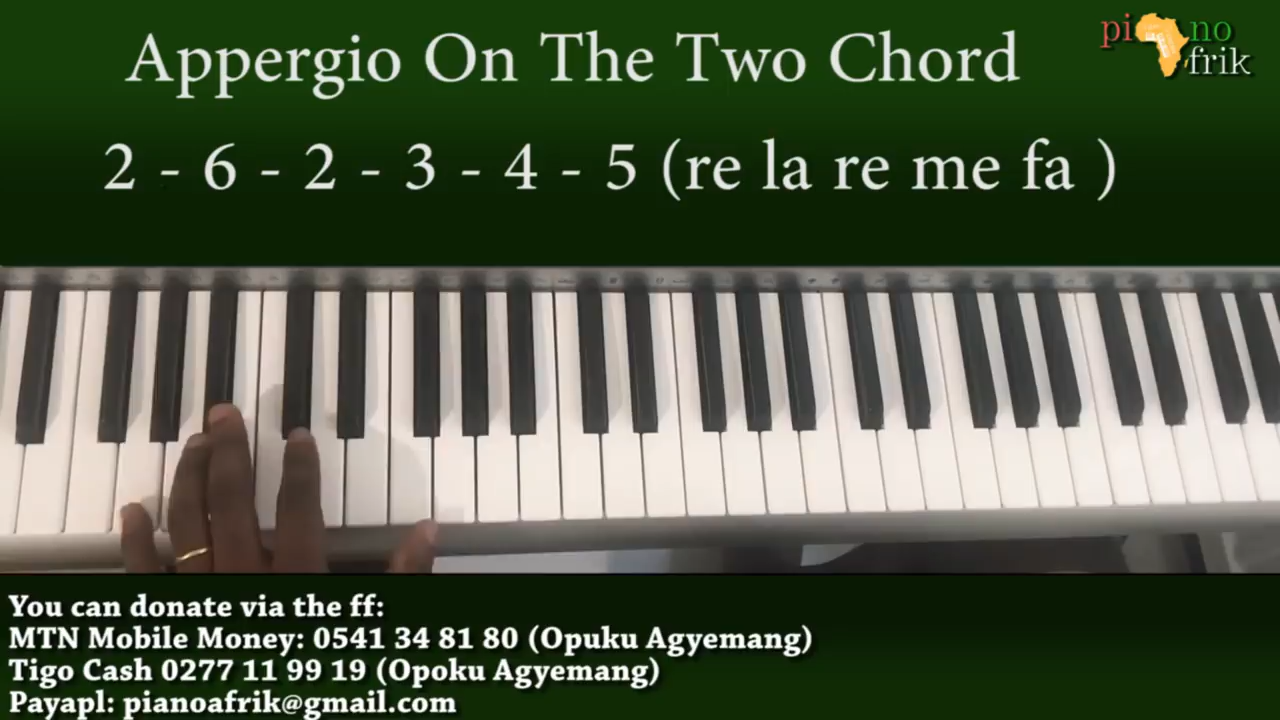 Appergio On The Two Chord
piano
frik
2 - 6 - 2 - 3 - 4 - 5 (re la re me fa )
You can donate via the ff:
MTN Mobile Money: 0541 34 81 80 (Opuku Agyemang)
Tigo Cash 0277 11 99 19 (Opoku Agyemang)
Payapl: pianoafrik@gmail.com